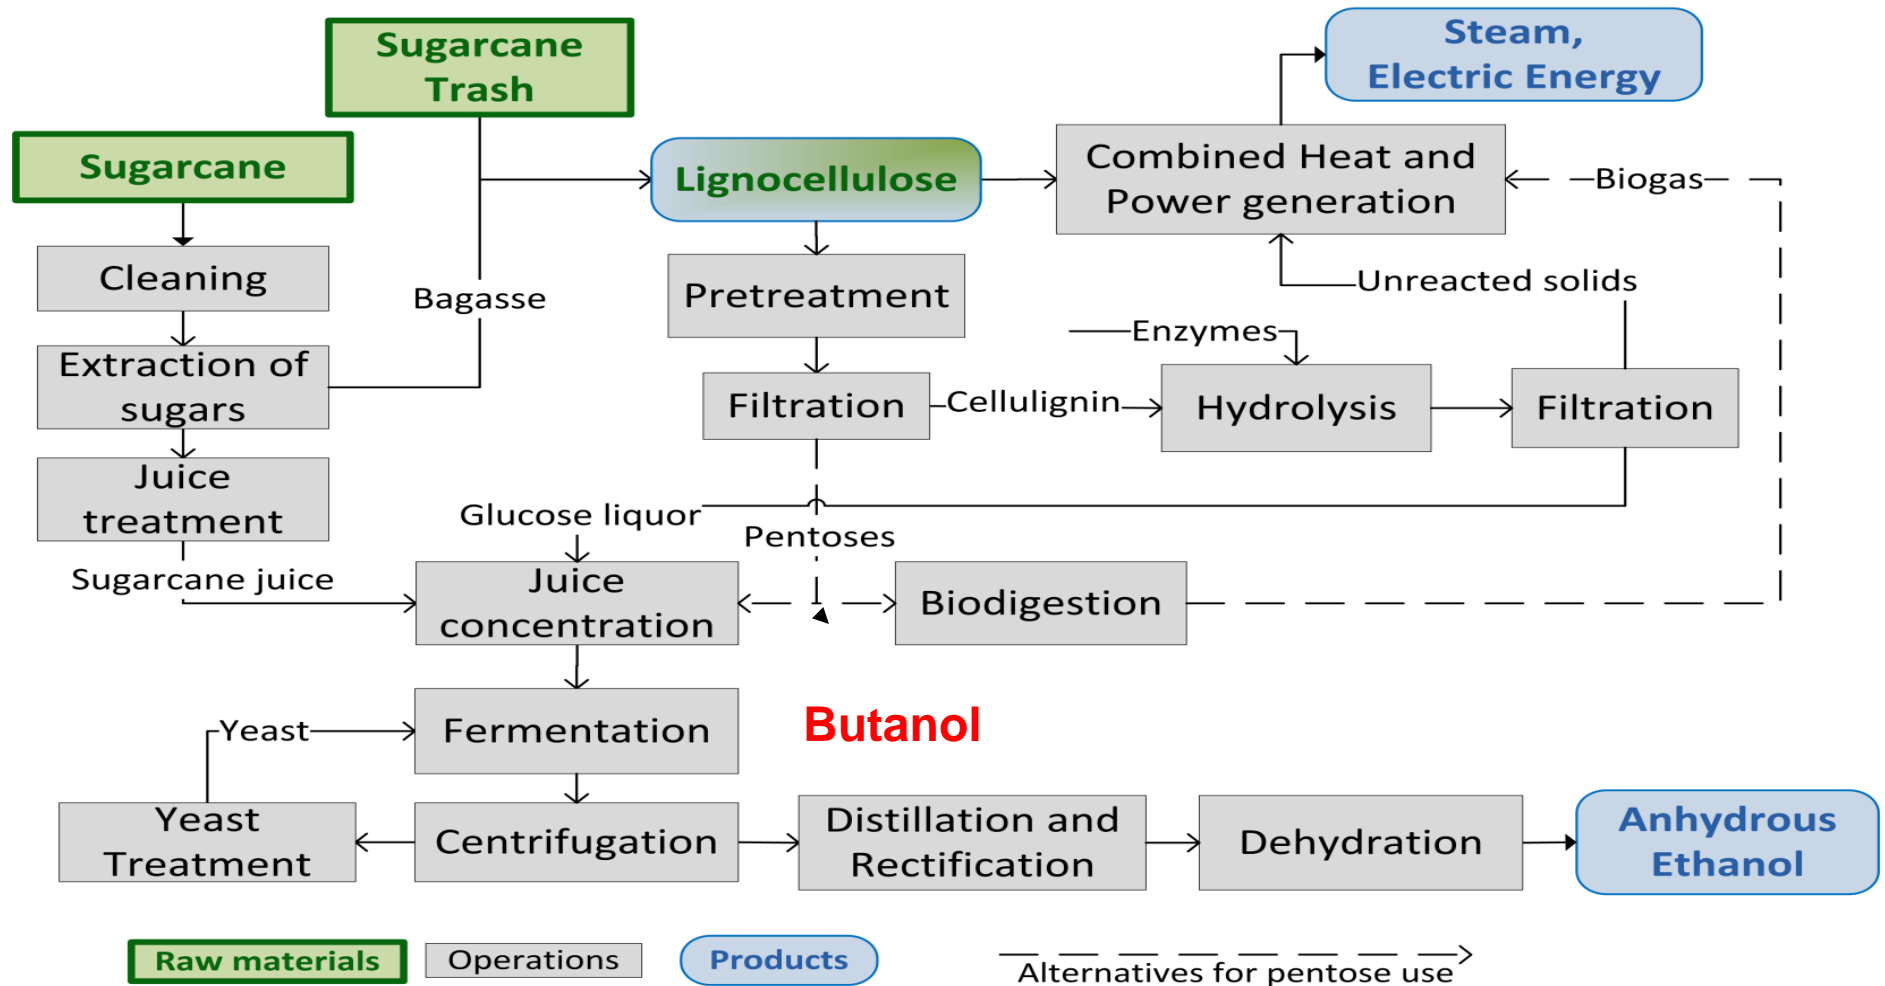 Sugarcane
Trash
Steam,
Electric Energy
Sugarcane
Lignocellulose
Combined Heat and
Power generation
Biogas
Cleaning
Bagasse
Pretreatment
Unreacted solids
Enzymes
Extraction of
sugars
Filtration
Cellulignin
Hydrolysis
Filtration
Juice
treatment
Glucose liquor
Pentoses
Sugarcane juice
Juice
concentration
Biodigestion
Yeast
Fermentation
Butanol
Yeast
Treatment
Centrifugation
Distillation and
Rectification
Dehydration
Anhydrous
Ethanol
Raw materials
Operations
Products
Alternatives for pentose use